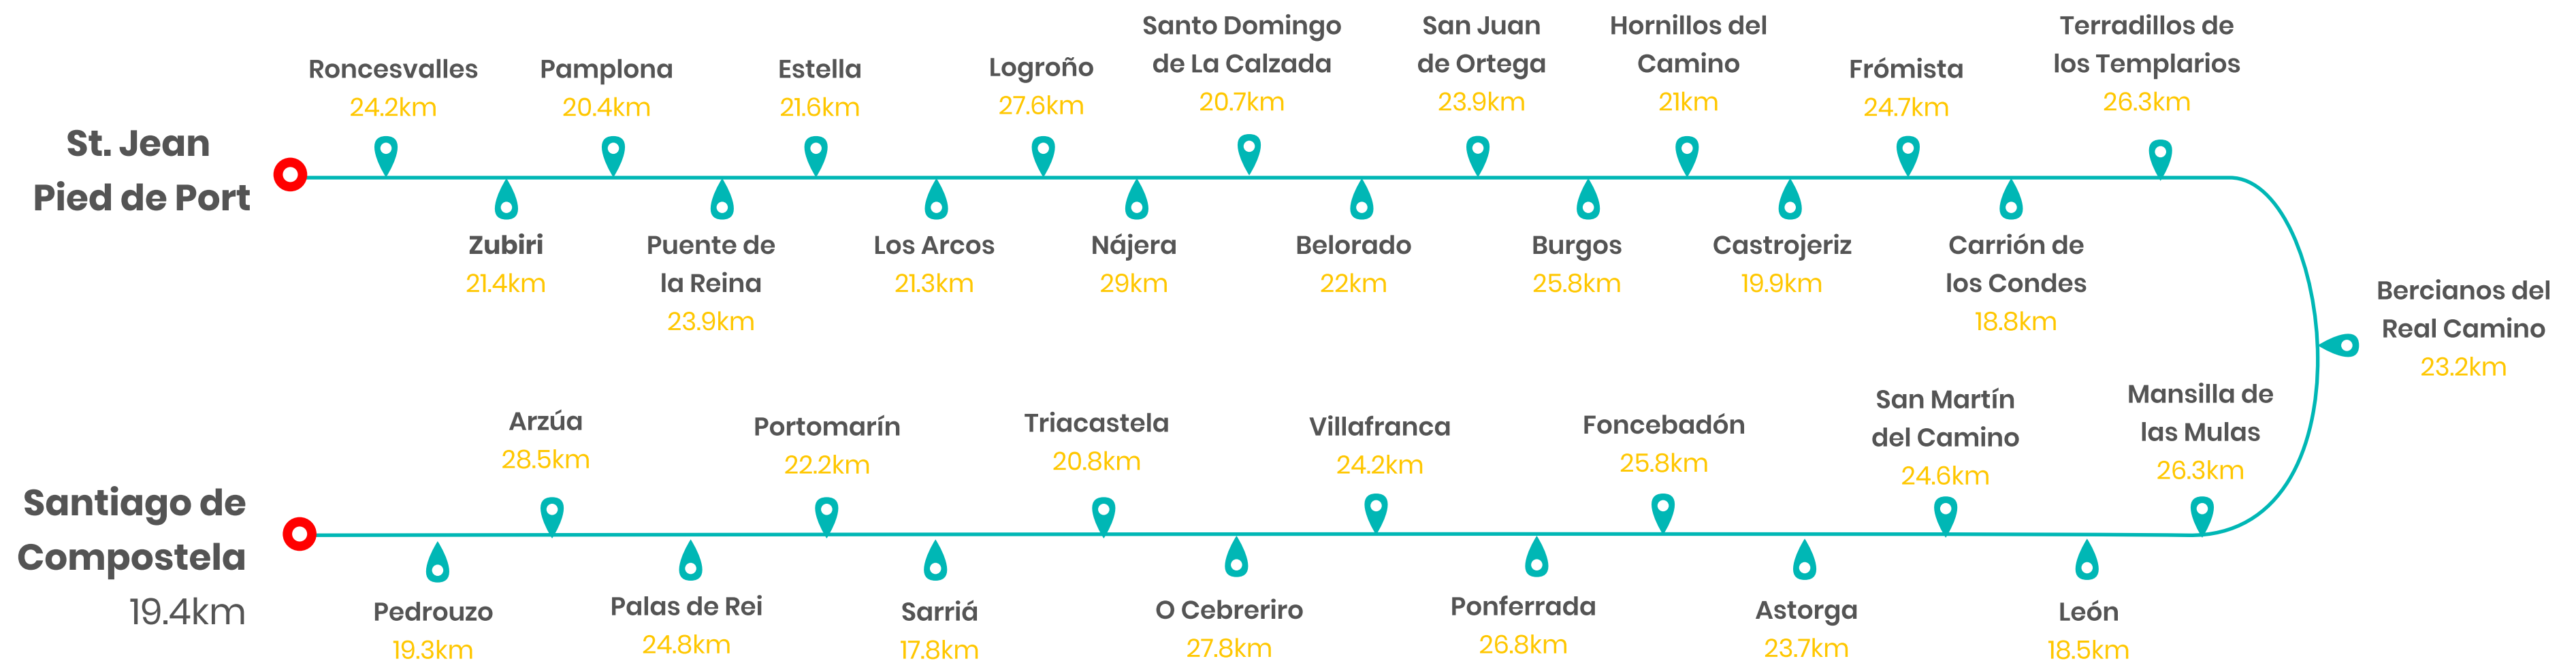 St. Jean
Pied de Port
Roncesvalles
24.2km
Zubiri
21.4km
Pamplona
20.4km
Puente de
la Reina
23.9km
Estella
21.6km
Los Arcos
21.3km
Logroño
27.6km
Nájera
29km
Santo Domingo
de La Calzada
20.7km
Belorado
22km
San Juan
de Ortega
23.9km
Burgos
25.8km
Hornillos del
Camino
21km
Castrojeriz
19.9km
Frómista
24.7km
Carrión de
los Condes
18.8km
Terradillos de
los Templarios
26.3km
Bercianos del
Real Camino
23.2km
Mansilla de
las Mulas
26.3km
León
18.5km
San Martín
del Camino
24.6km
Astorga
23.7km
Foncebadón
25.8km
Ponferrada
26.8km
Villafranca
24.2km
O Cebreriro
27.8km
Triacastela
20.8km
Sarriá
17.8km
Portomarín
22.2km
Palas de Rei
24.8km
Arzúa
28.5km
Pedrouzo
19.3km
Santiago de
Compostela
19.4km